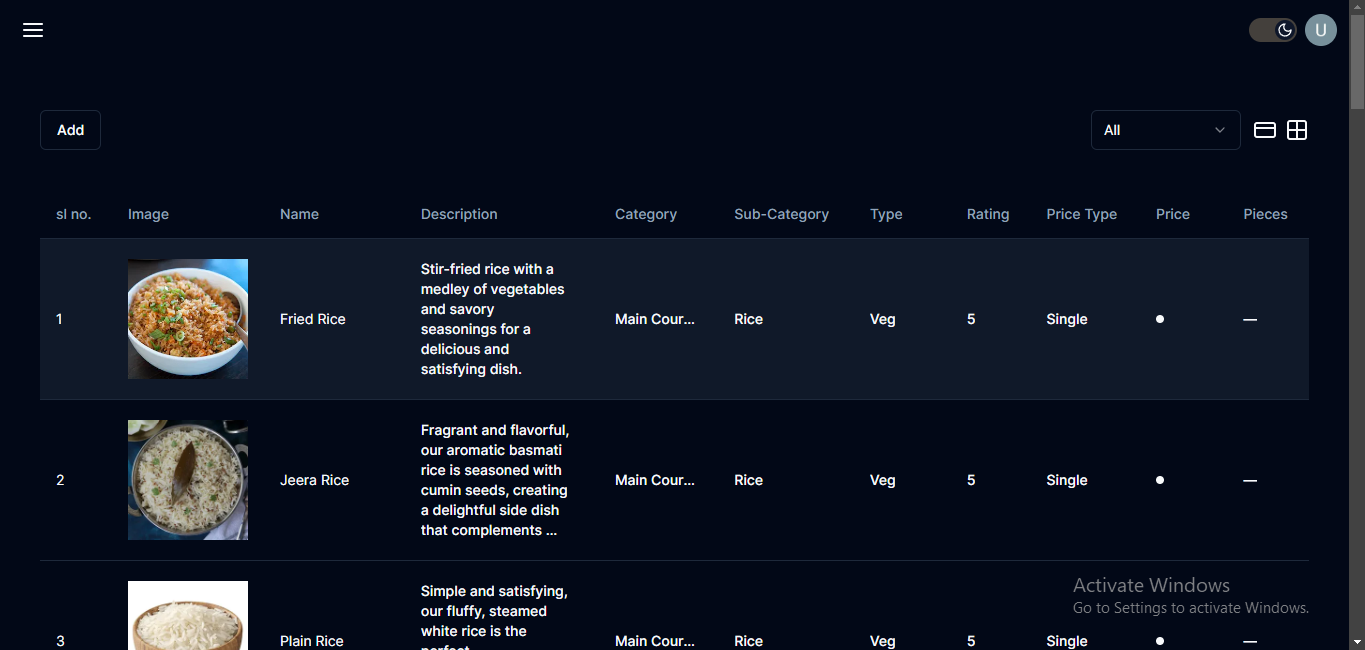 U
Add
All
sl no. Image Name Description Category Sub-Category Type Rating Price Type Price Pieces
Stir-fried rice with a
medley of vegetables
and savory
1 Fried Rice seasonings for a Main Cour... Rice Veg 5 Single • —
delicious and
satisfying dish.
Fragrant and flavorful,
our aromatic basmati
rice is seasoned with
2 Jeera Rice cumin seeds, creating Main Cour... Rice Veg 5 Single • —
a delightful side dish
that complements ...
Simple and satisfying,
our fluffy, steamed
white rice is the
3 Plain Rice perfect Main Cour... Rice Veg 5 Single • —
Activate Windows
Go to Settings to activate Windows.